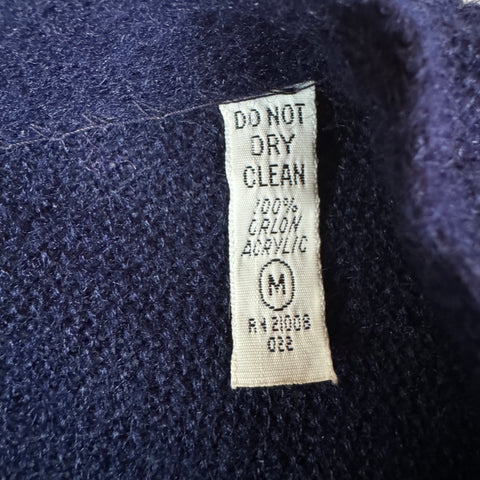 DO NOT
DRY
CLEAN
100%
ORLON
ACRYLIC
M
RN 21008
022